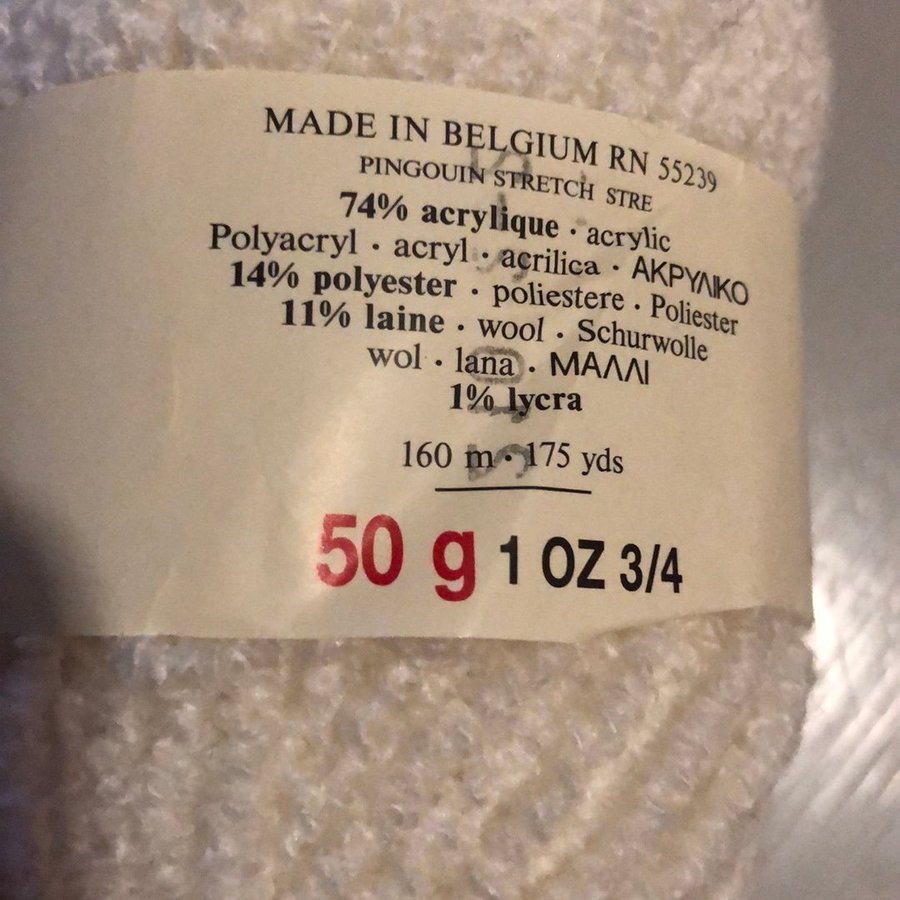 MADE IN BELGIUM RN 55239
PINGOUIN STRETCH STRE
74% acrylique · acrylic
Polyacryl · acryl · acrilica · ΑΚΡΥΛΙΚΟ
14% polyester · poliestere · Poliester
11% laine · wool · Schurwolle
wol · lana · ΜΑΛΛΙ
1% lycra
160 m · 175 yds
50 g 1 OZ 3/4